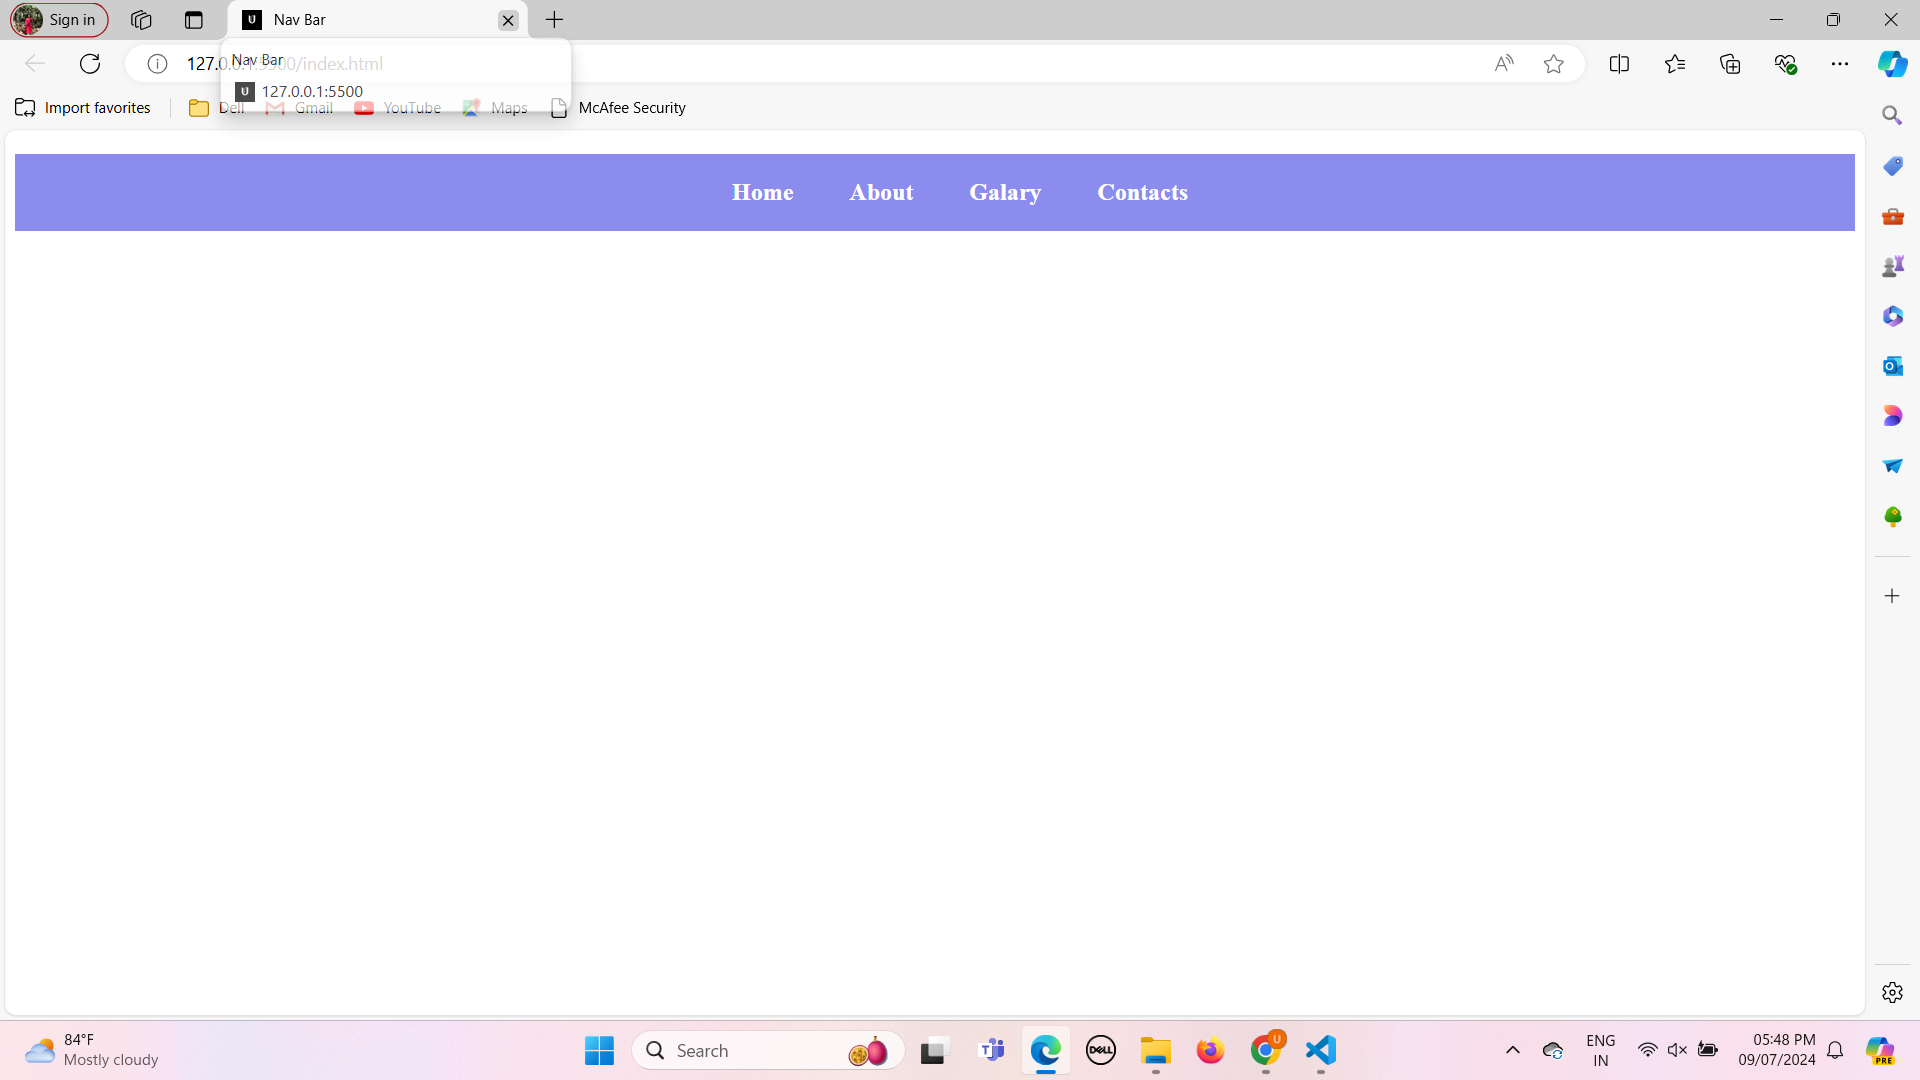 Sign in
U Nav Bar
127.0.0.1:5500/index.html
Nav Bar
U 127.0.0.1:5500
Import favorites
Dell
Gmail
YouTube
Maps
McAfee Security
Home About Galary Contacts
84°F
Mostly cloudy
Search
DELL
U
ENG
IN
05:48 PM
09/07/2024
PRE